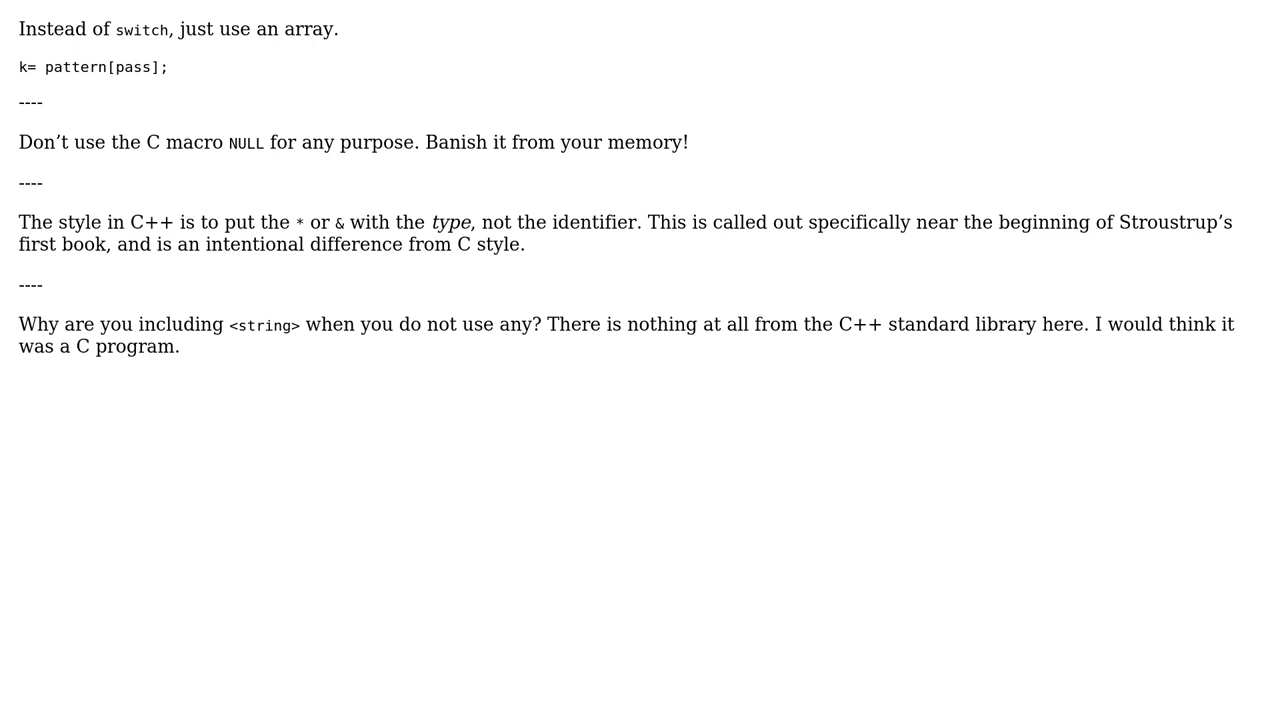 Instead of switch, just use an array.
k= pattern[pass];
----
Don’t use the C macro NULL for any purpose. Banish it from your memory!
----
The style in C++ is to put the * or & with the type, not the identifier. This is called out specifically near the beginning of Stroustrup’s
first book, and is an intentional difference from C style.
----
Why are you including <string> when you do not use any? There is nothing at all from the C++ standard library here. I would think it
was a C program.